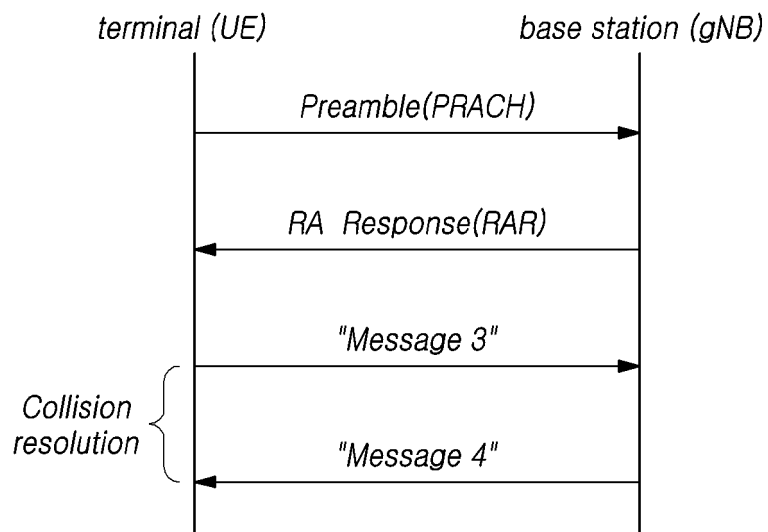 terminal (UE)
base station (gNB)
Preamble(PRACH)
RA Response(RAR)
"Message 3"
Collision
resolution
"Message 4"